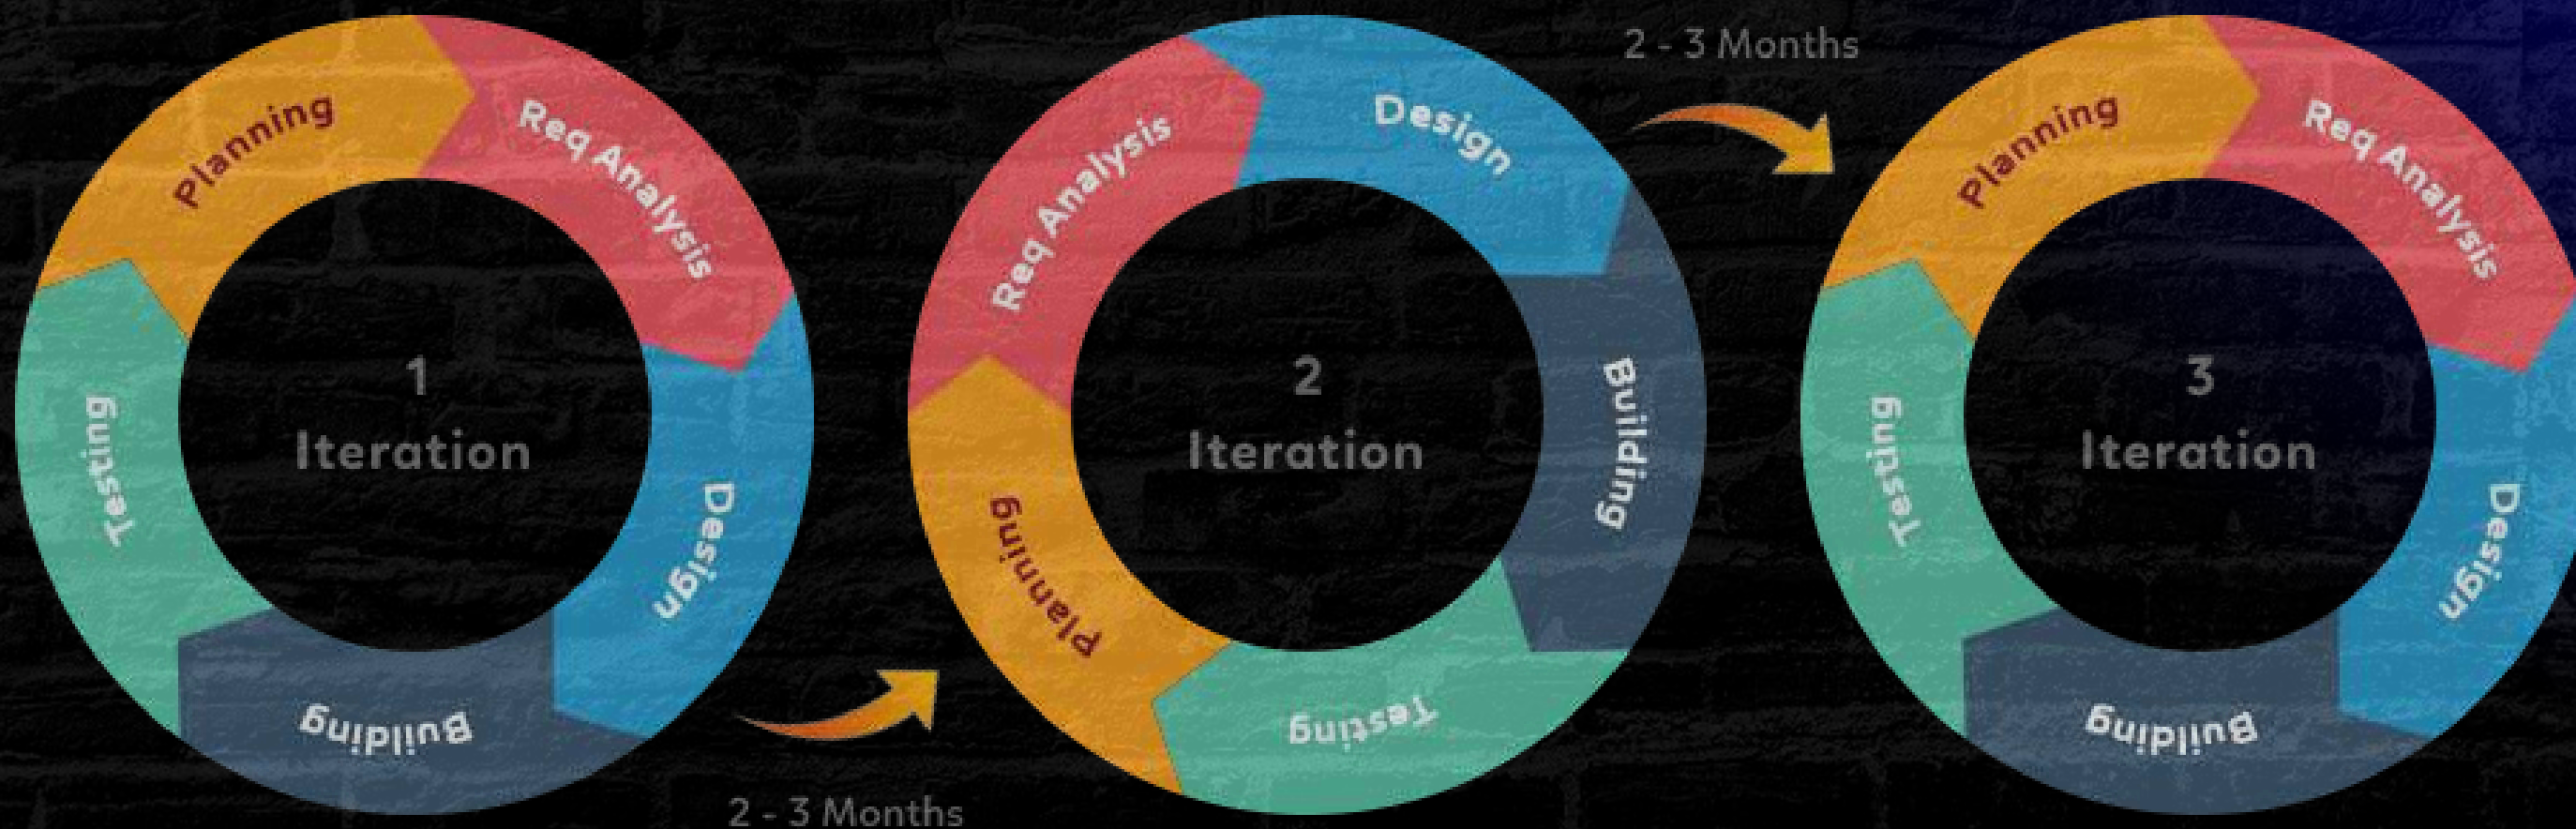 Planning
Req Analysis
Design
Building
Testing
1
Iteration
2 - 3 Months
Req Analysis
Design
Building
Testing
Planning
2
Iteration
2 - 3 Months
Planning
Req Analysis
Design
Building
Testing
3
Iteration